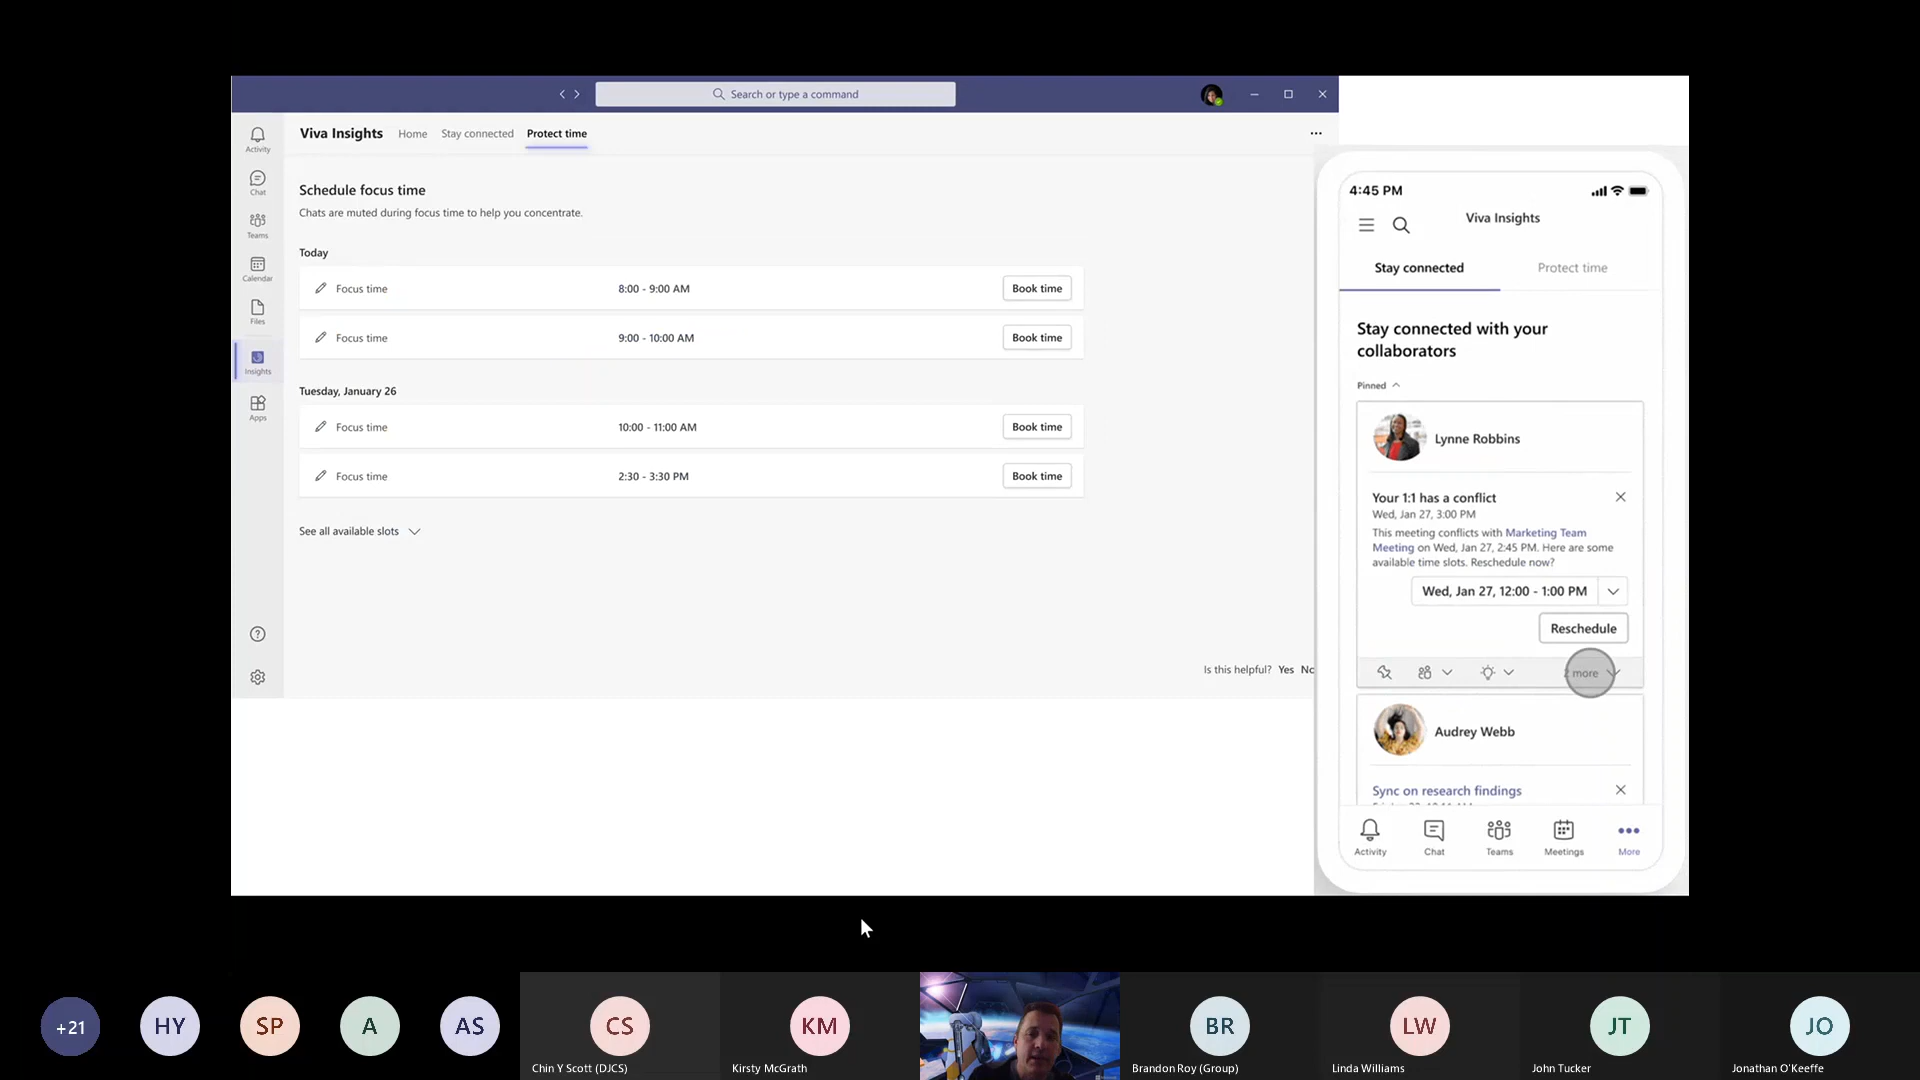 Search or type a command
Viva Insights
Home
Stay connected
Protect time
Activity
Chat
Teams
Calendar
Files
Insights
Apps
Schedule focus time
Chats are muted during focus time to help you concentrate.
Today
Focus time
8:00 - 9:00 AM
Book time
Focus time
9:00 - 10:00 AM
Book time
Tuesday, January 26
Focus time
10:00 - 11:00 AM
Book time
Focus time
2:30 - 3:30 PM
Book time
See all available slots
Is this helpful? Yes No
4:45 PM
Viva Insights
Stay connected
Protect time
Stay connected with your
collaborators
Pinned
Lynne Robbins
Your 1:1 has a conflict
Wed, Jan 27, 3:00 PM
This meeting conflicts with Marketing Team
Meeting on Wed, Jan 27, 2:45 PM. Here are some
available time slots. Reschedule now?
Wed, Jan 27, 12:00 - 1:00 PM
Reschedule
2 more
Audrey Webb
Sync on research findings
Activity
Chat
Teams
Meetings
More
+21
HY
SP
A
AS
CS
Chin Y Scott (DJCS)
KM
Kirsty McGrath
BR
Brandon Roy (Group)
LW
Linda Williams
JT
John Tucker
JO
Jonathan O'Keeffe